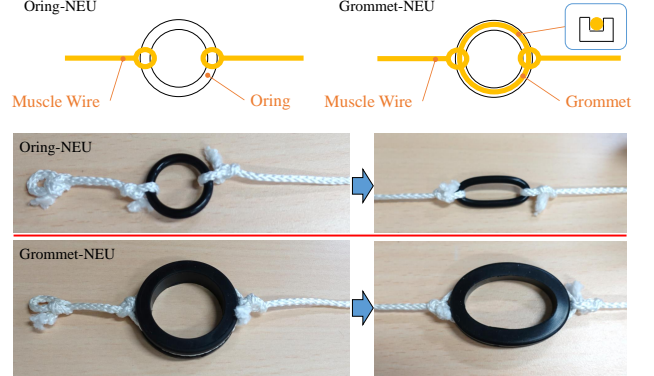 Oring-NEU
Grommet-NEU
Muscle Wire
Oring
Muscle Wire
Grommet
Oring-NEU
Grommet-NEU